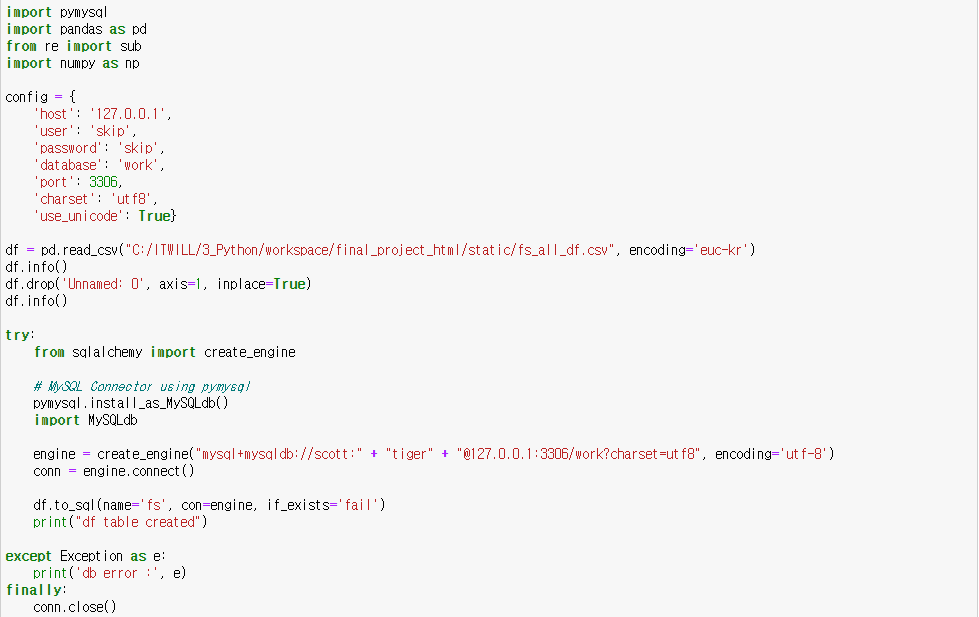 import pymysql
import pandas as pd
from re import sub
import numpy as np

config = {
    'host': '127.0.0.1',
    'user': 'skip',
    'password': 'skip',
    'database': 'work',
    'port': 3306,
    'charset': 'utf8',
    'use_unicode': True}

df = pd.read_csv("C:/ITWILL/3_Python/workspace/final_project_html/static/fs_all_df.csv", encoding='euc-kr')
df.info()
df.drop('Unnamed: 0', axis=1, inplace=True)
df.info()

try:
    from sqlalchemy import create_engine

    # MySQL Connector using pymysql
    pymysql.install_as_MySQLdb()
    import MySQLdb

    engine = create_engine("mysql+mysqldb://scott:" + "tiger" + "@127.0.0.1:3306/work?charset=utf8", encoding='utf-8')
    conn = engine.connect()

    df.to_sql(name='fs', con=engine, if_exists='fail')
    print("df table created")

except Exception as e:
    print('db error :', e)
finally:
    conn.close()